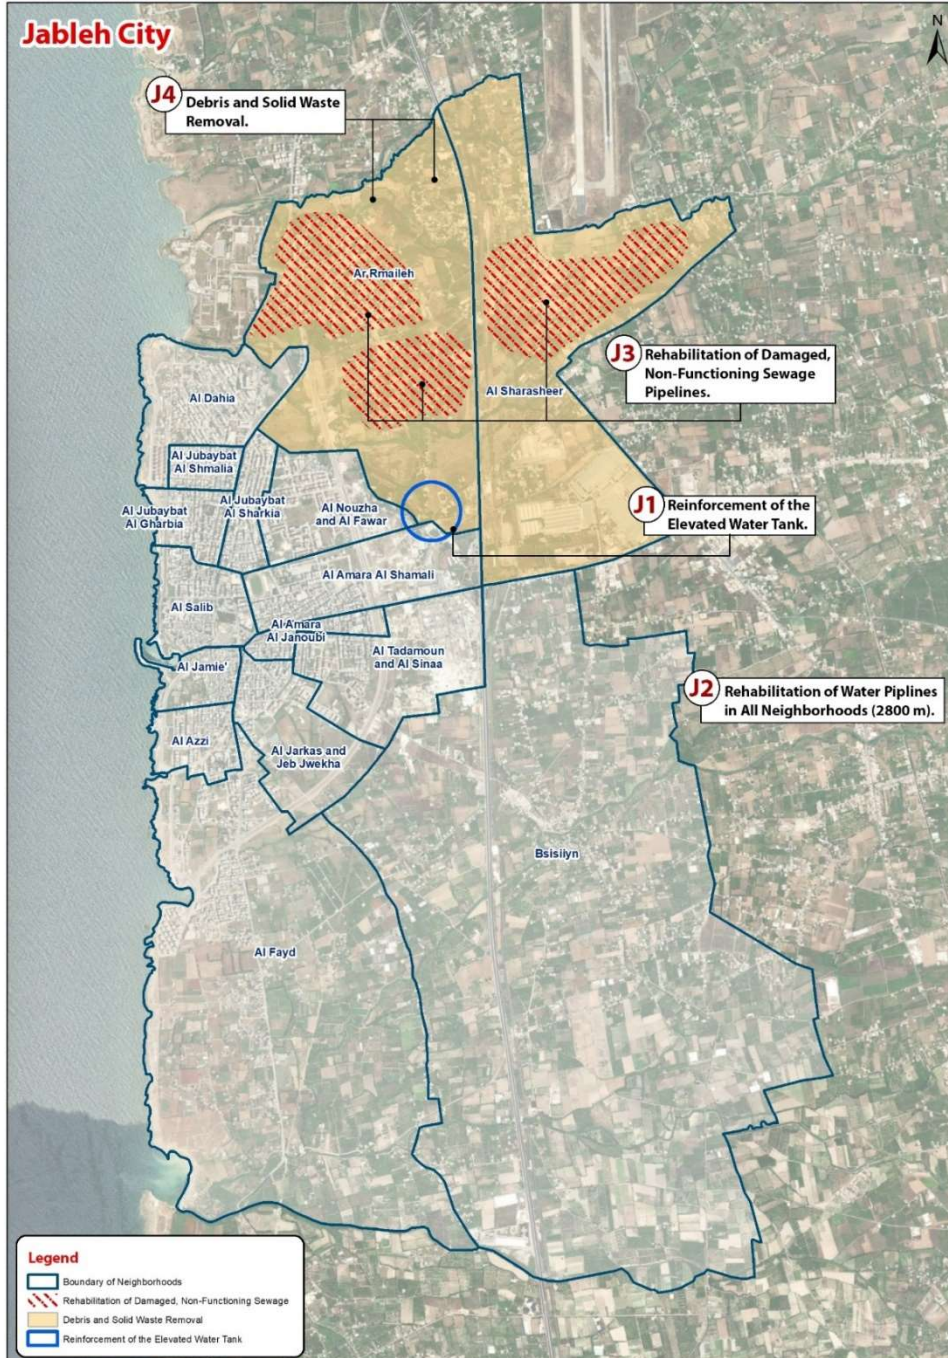 Jableh City
N
J4
Debris and Solid Waste
Removal.
Ar Rmaileh
J3
Rehabilitation of Damaged,
Non-Functioning Sewage
Pipelines.
Al Sharasheer
Al Dahia
Al Jubaybat
Al Shmalia
Al Jubaybat
Al Gharbia
Al Jubaybat
Al Sharkia
Al Nouzha
and Al Fawar
J1
Reinforcement of the
Elevated Water Tank.
Al Amara Al Shamali
Al Salib
Al Amara
Al Janoubi
Al Tadamoun
and Al Sinaa
Al Jamie'
J2
Rehabilitation of Water Piplines
in All Neighborhoods (2800 m).
Al Azzi
Al Jarkas and
Jeb Jwekha
Bsisilyn
Al Fayd
Legend
Boundary of Neighborhoods
Rehabilitation of Damaged, Non-Functioning Sewage
Debris and Solid Waste Removal
Reinforcement of the Elevated Water Tank